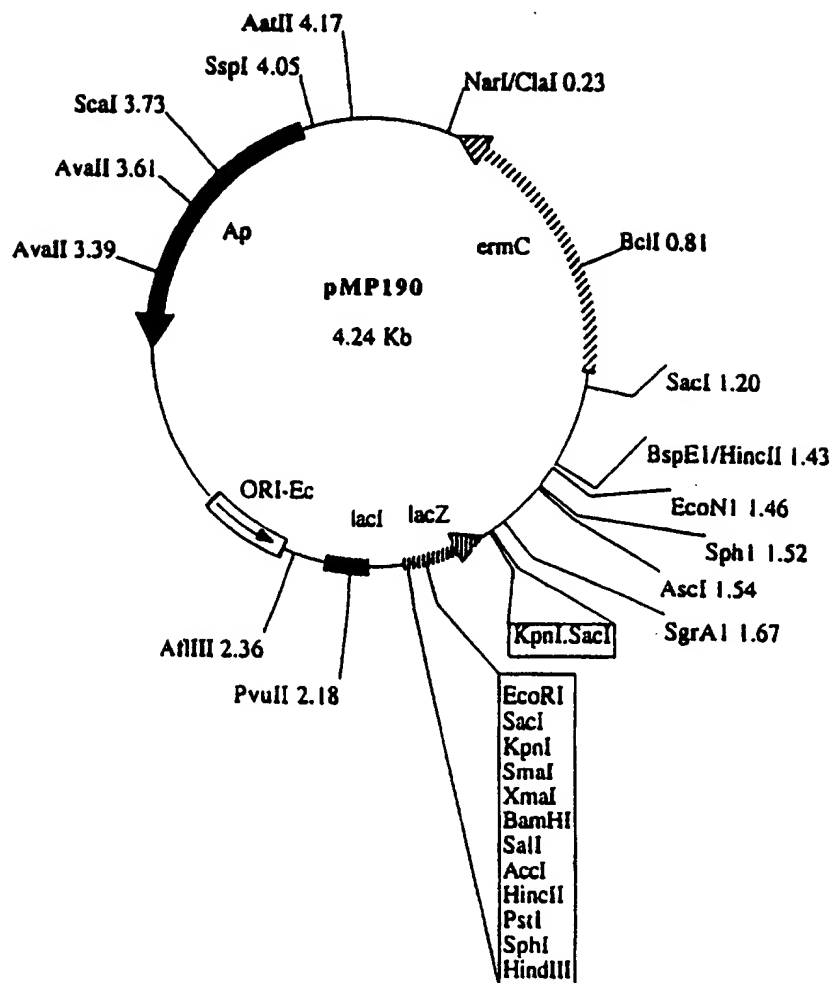 AatII 4.17
SspI 4.05
NarI/ClaI 0.23
ScaI 3.73
AvaII 3.61
Ap
AvaII 3.39
ermC
BclI 0.81
pMP190
4.24 Kb
SacI 1.20
BspE1/HincII 1.43
ORI-Ec
EcoN1 1.46
lacI
lacZ
Sph1 1.52
AscI 1.54
SgrA1 1.67
KpnI.SacI
AflIII 2.36
PvuII 2.18
EcoRI
SacI
KpnI
SmaI
XmaI
BamHI
SalI
AccI
HincII
PstI
SphI
HindIII